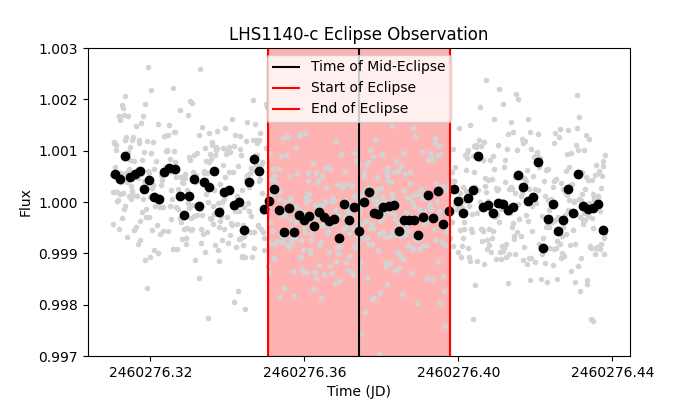 LHS1140-c Eclipse Observation
1.003
1.002
1.001
1.000
0.999
0.998
0.997
Flux
Time of Mid-Eclipse
Start of Eclipse
End of Eclipse
2460276.32
2460276.36
2460276.40
2460276.44
Time (JD)